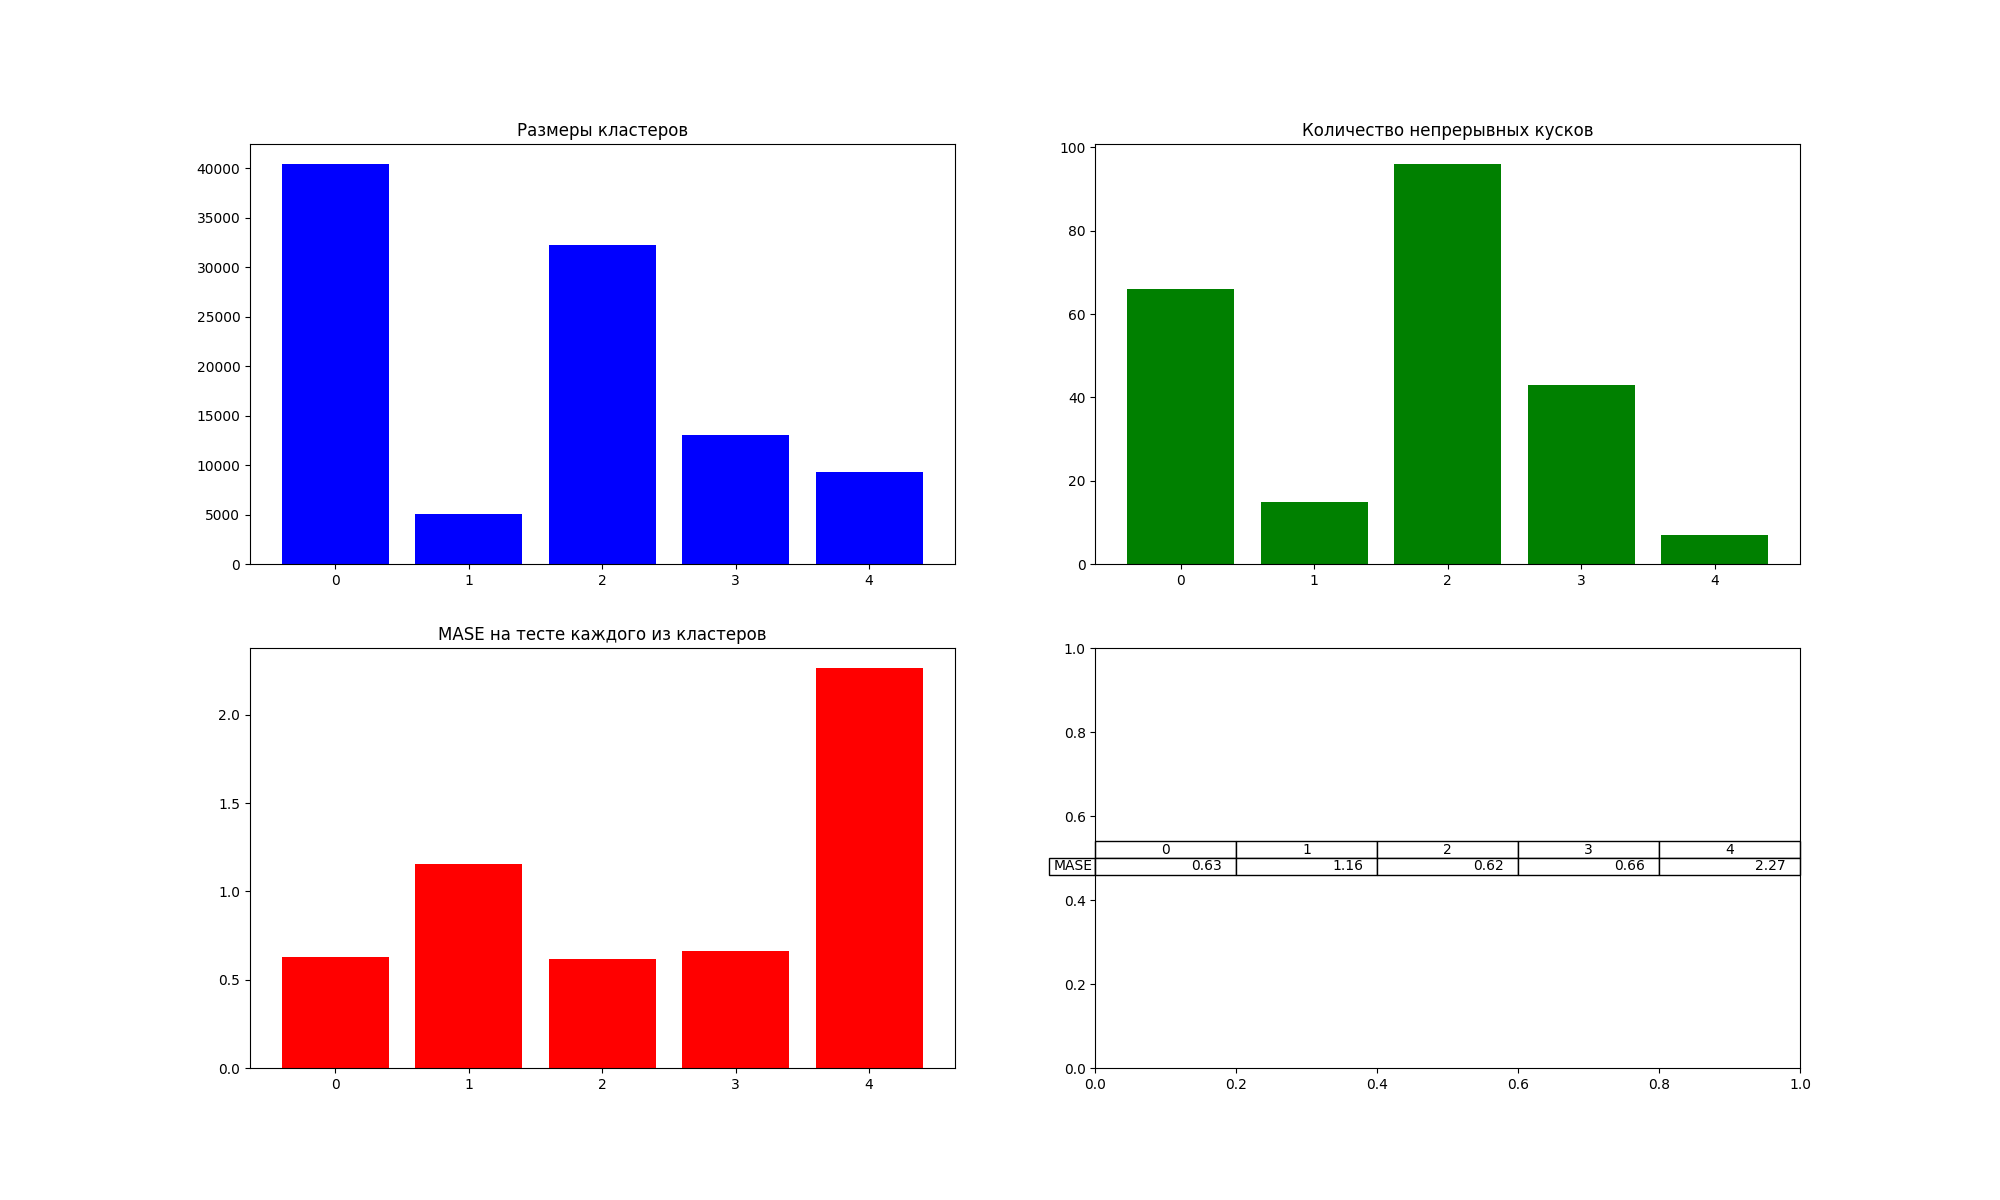 Размеры кластеров
40000
35000
30000
25000
20000
15000
10000
5000
0
0 1 2 3 4
Количество непрерывных кусков
100
80
60
40
20
0
0 1 2 3 4
MASE на тесте каждого из кластеров
2.0
1.5
1.0
0.5
0.0
0 1 2 3 4
1.0
0.8
0.6
0 1 2 3 4
MASE 0.63 1.16 0.62 0.66 2.27
0.4
0.2
0.0
0.0 0.2 0.4 0.6 0.8 1.0